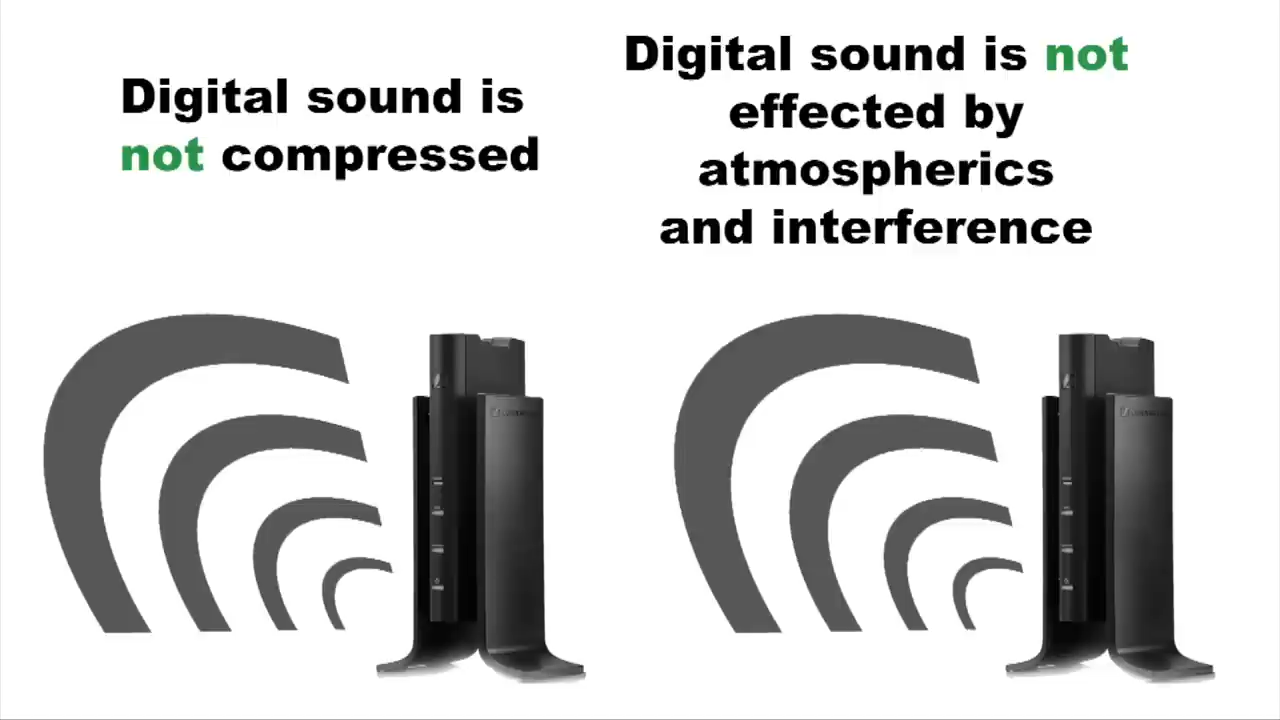 Digital sound is
not compressed
Digital sound is not
effected by
atmospherics
and interference